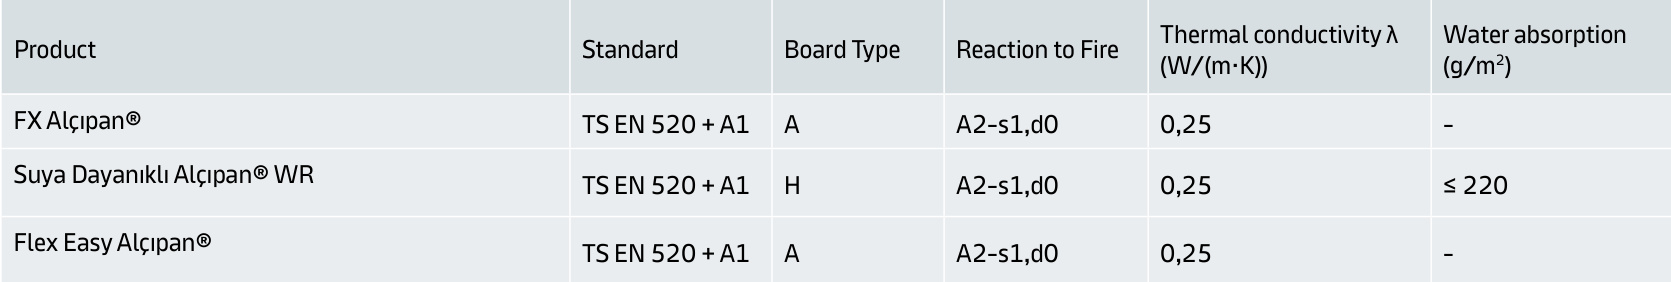 Product Standard Board Type Reaction to Fire Thermal conductivity λ (W/(m·K)) Water absorption (g/m²)
FX Alçıpan® TS EN 520 + A1 A A2-s1,d0 0,25 -
Suya Dayanıklı Alçıpan® WR TS EN 520 + A1 H A2-s1,d0 0,25 ≤ 220
Flex Easy Alçıpan® TS EN 520 + A1 A A2-s1,d0 0,25 -